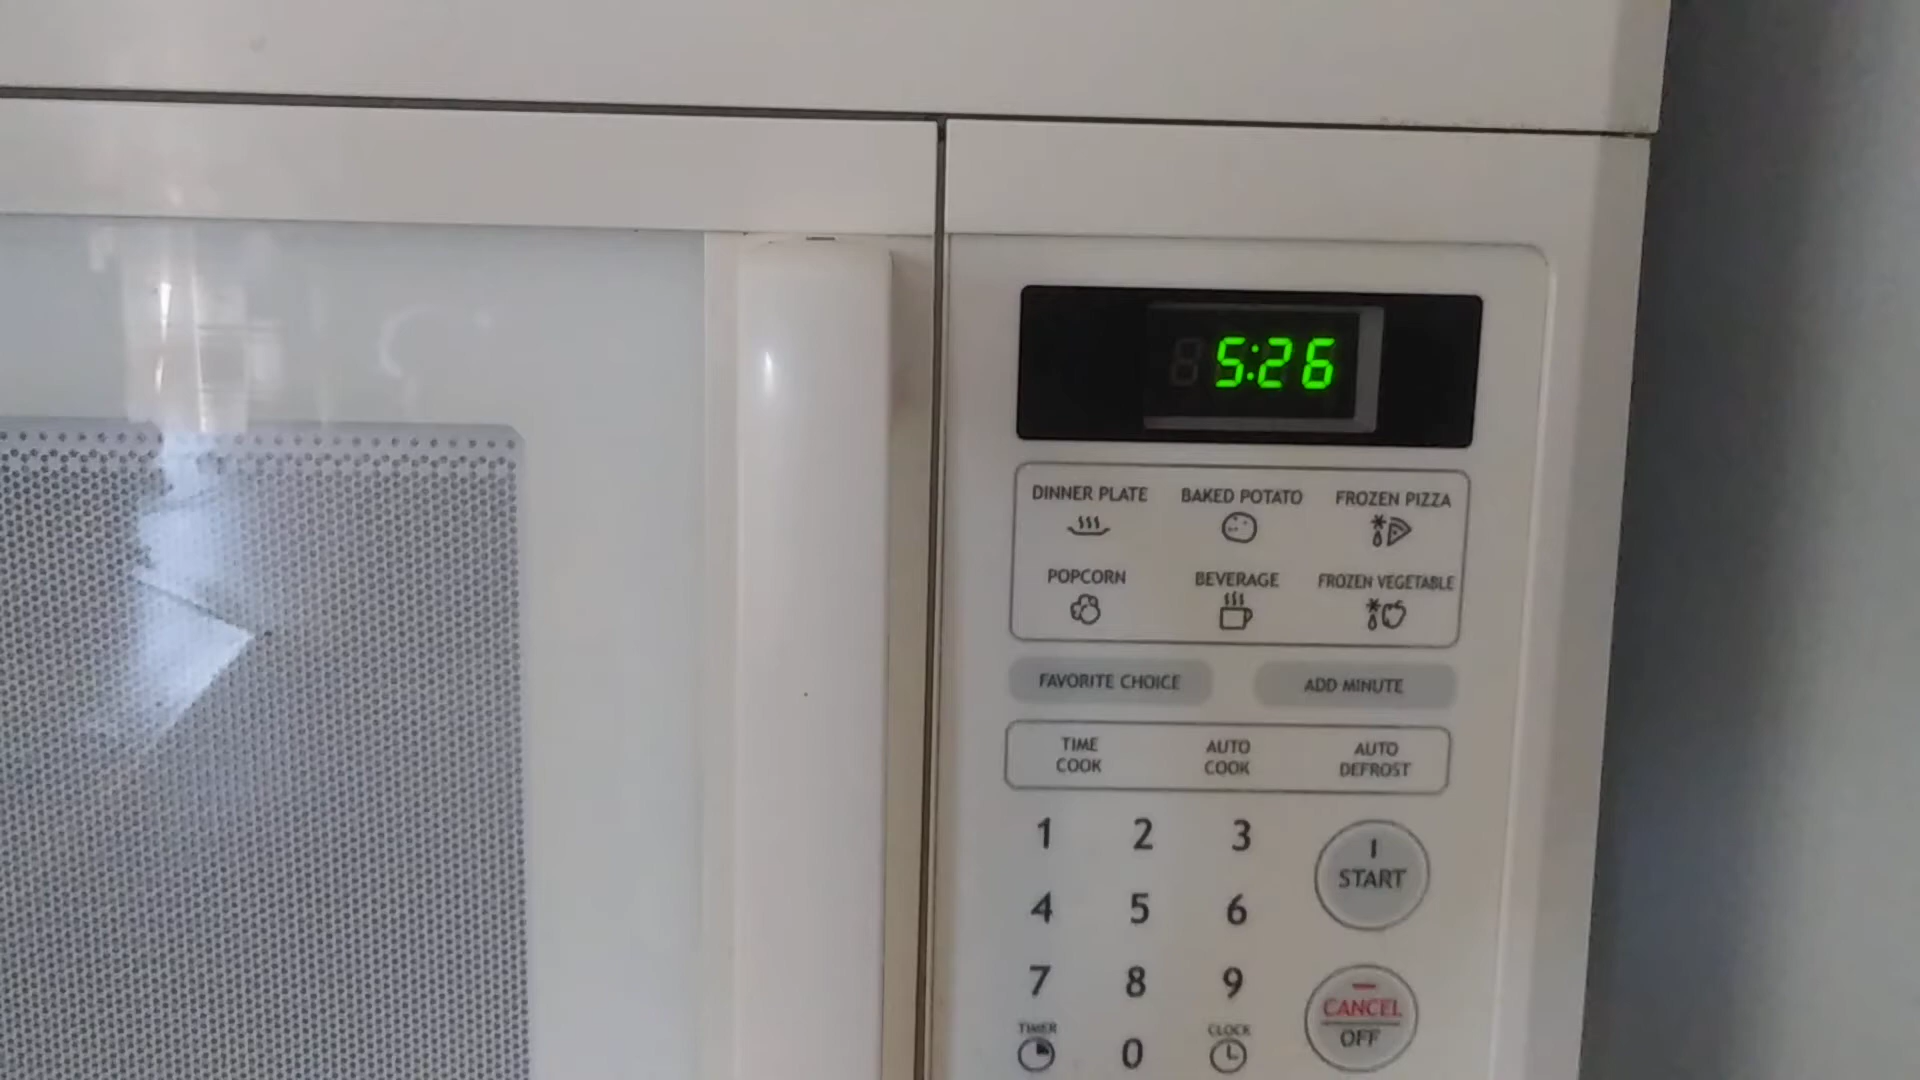 5:26
DINNER PLATE BAKED POTATO FROZEN PIZZA
POPCORN BEVERAGE FROZEN VEGETABLE
FAVORITE CHOICE ADD MINUTE
TIME COOK AUTO COOK AUTO DEFROST
1 2 3
I START
4 5 6
7 8 9
CANCEL
OFF
TIMER 0 CLOCK